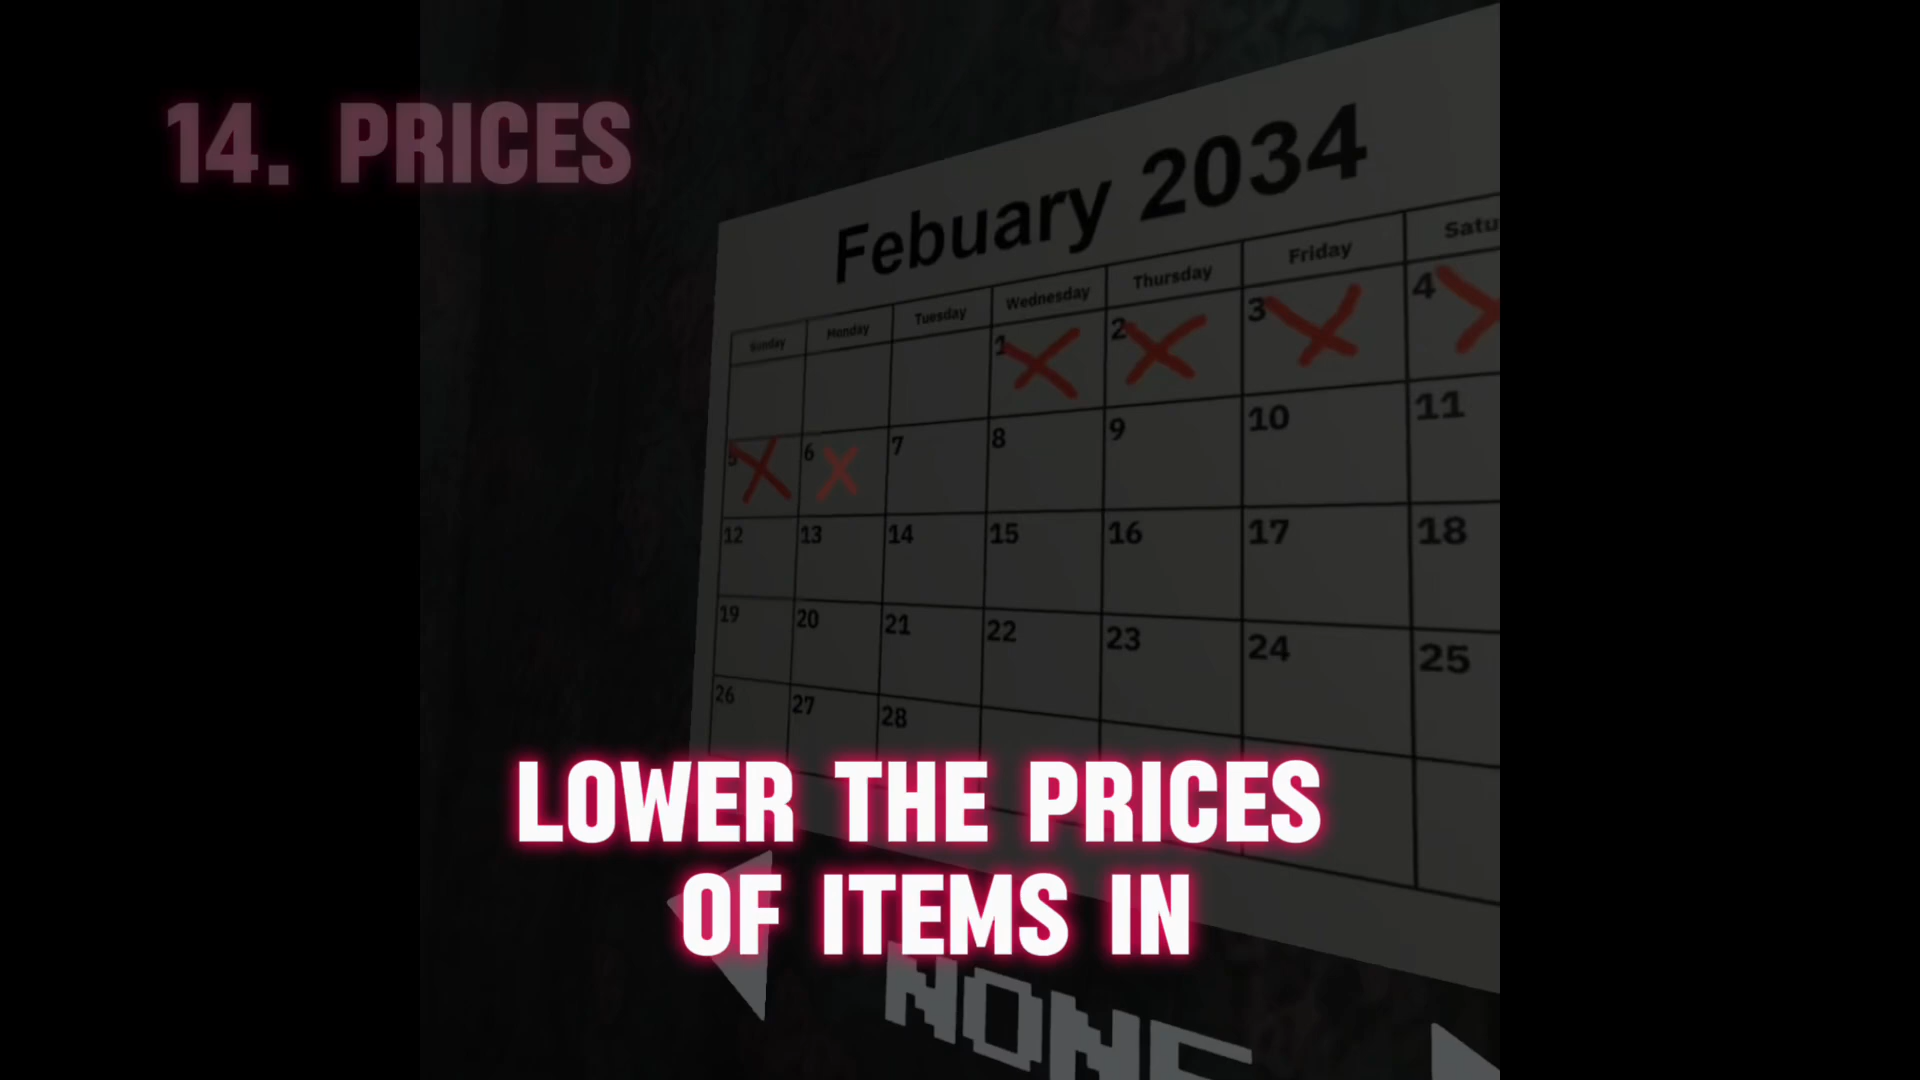 14. PRICES
Febuary 2034
Sunday Monday Tuesday Wednesday Thursday Friday Satu
1 2 3 4
5 6 7 8 9 10 11
12 13 14 15 16 17 18
19 20 21 22 23 24 25
26 27 28
LOWER THE PRICES
OF ITEMS IN
NONE